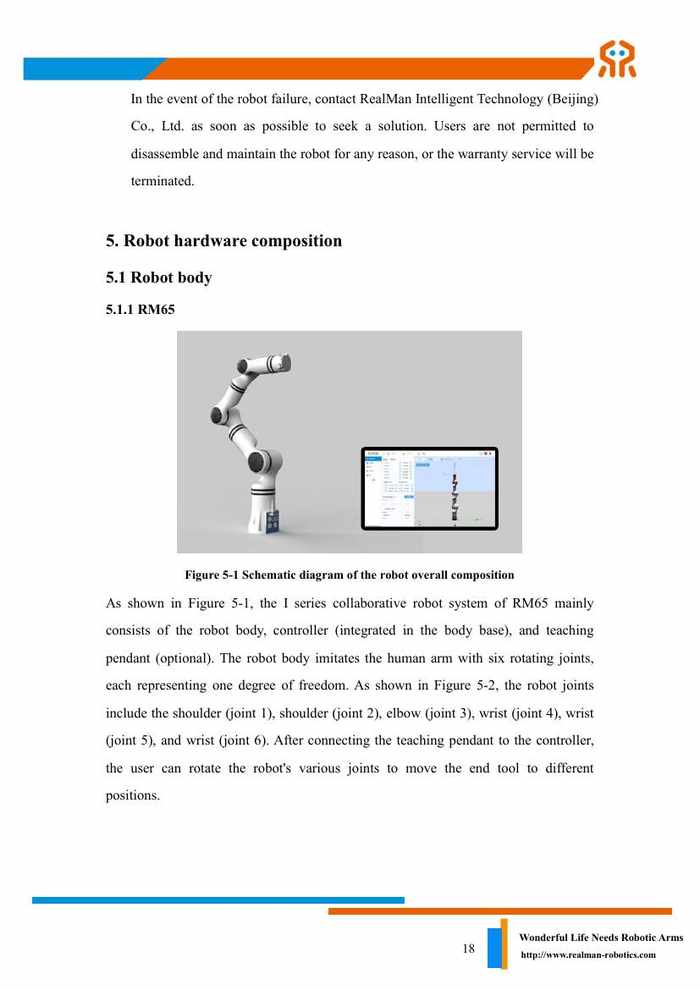 In the event of the robot failure, contact RealMan Intelligent Technology (Beijing)
Co., Ltd. as soon as possible to seek a solution. Users are not permitted to
disassemble and maintain the robot for any reason, or the warranty service will be
terminated.
5. Robot hardware composition
5.1 Robot body
5.1.1 RM65
Figure 5-1 Schematic diagram of the robot overall composition
As shown in Figure 5-1, the I series collaborative robot system of RM65 mainly
consists of the robot body, controller (integrated in the body base), and teaching
pendant (optional). The robot body imitates the human arm with six rotating joints,
each representing one degree of freedom. As shown in Figure 5-2, the robot joints
include the shoulder (joint 1), shoulder (joint 2), elbow (joint 3), wrist (joint 4), wrist
(joint 5), and wrist (joint 6). After connecting the teaching pendant to the controller,
the user can rotate the robot's various joints to move the end tool to different
positions.
18
Wonderful Life Needs Robotic Arms
http://www.realman-robotics.com